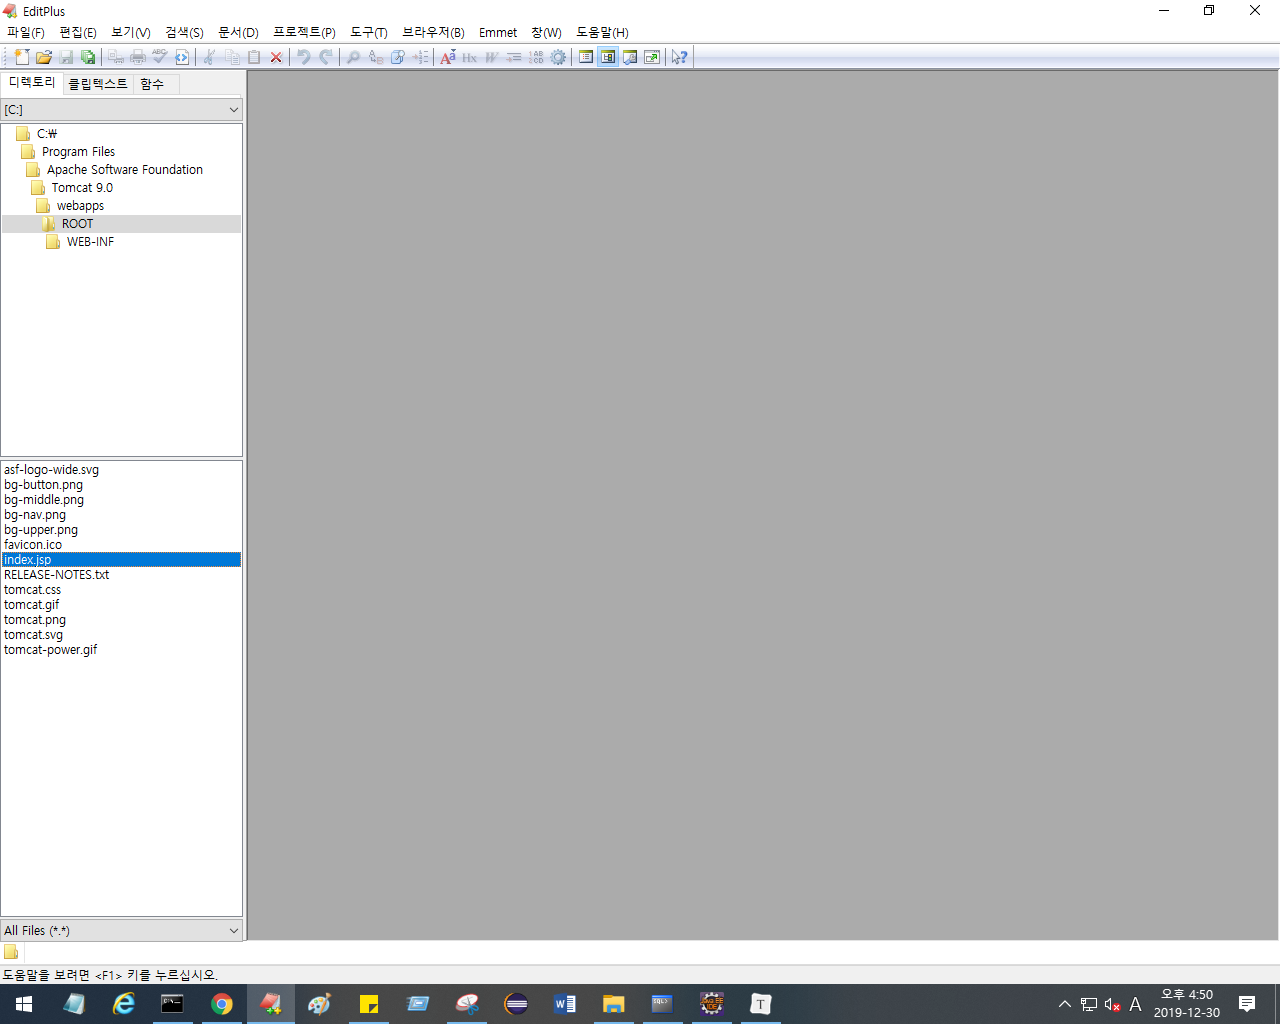 EditPlus
파일(F) 편집(E) 보기(V) 검색(S) 문서(D) 프로젝트(P) 도구(T) 브라우저(B) Emmet 창(W) 도움말(H)
디렉토리 클립텍스트 함수
[C:]
C:₩
Program Files
Apache Software Foundation
Tomcat 9.0
webapps
ROOT
WEB-INF
asf-logo-wide.svg
bg-button.png
bg-middle.png
bg-nav.png
bg-upper.png
favicon.ico
index.jsp
RELEASE-NOTES.txt
tomcat.css
tomcat.gif
tomcat.png
tomcat.svg
tomcat-power.gif
All Files (*.*)
도움말을 보려면 <F1> 키를 누르십시오.
A 오후 4:50
2019-12-30